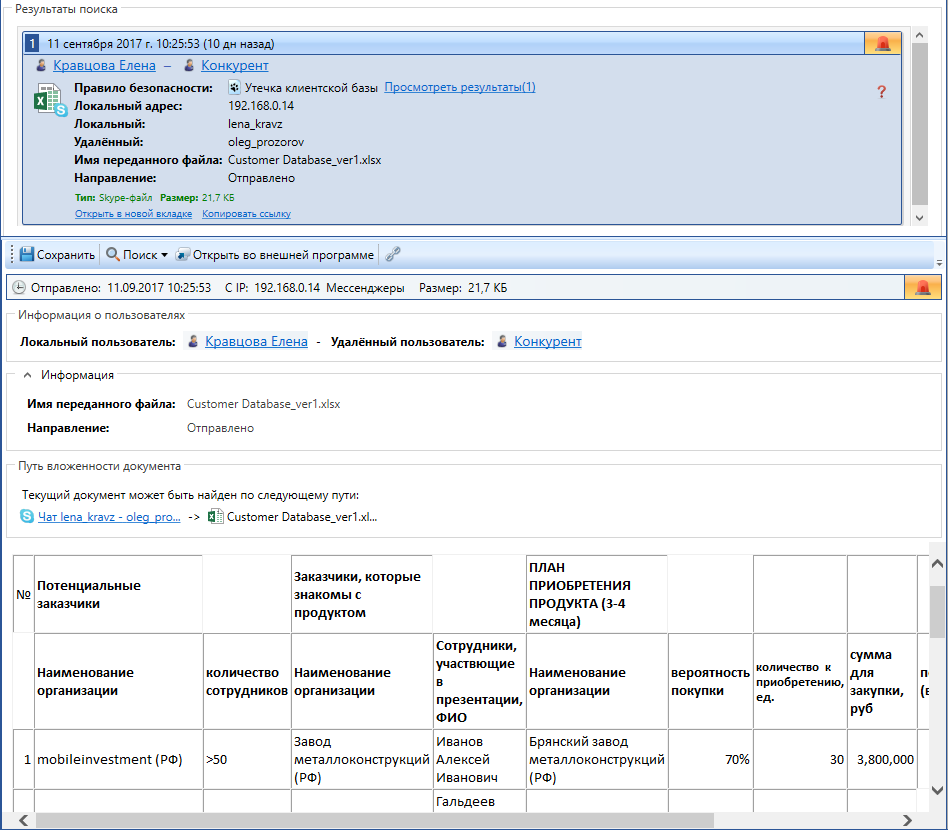 Результаты поиска
1 11 сентября 2017 г. 10:25:53 (10 дн назад)
Кравцова Елена – Конкурент
Правило безопасности: Утечка клиентской базы Просмотреть результаты(1)
?
Локальный адрес: 192.168.0.14
Локальный: lena_kravz
Удалённый: oleg_prozorov
Имя переданного файла: Customer Database_ver1.xlsx
Направление: Отправлено
Тип: Skype-файл Размер: 21,7 КБ
Открыть в новой вкладке Копировать ссылку
Сохранить Поиск Открыть во внешней программе
Отправлено: 11.09.2017 10:25:53 С IP: 192.168.0.14 Мессенджеры Размер: 21,7 КБ
Информация о пользователях
Локальный пользователь: Кравцова Елена - Удалённый пользователь: Конкурент
Информация
Имя переданного файла: Customer Database_ver1.xlsx
Направление: Отправлено
Путь вложенности документа
Текущий документ может быть найден по следующему пути:
Чат lena_kravz - oleg_pro... -> Customer Database_ver1.xl...
№
Потенциальные
заказчики
Заказчики, которые
знакомы с
продуктом
ПЛАН
ПРИОБРЕТЕНИЯ
ПРОДУКТА (3-4
месяца)
Наименование
организации
количество
сотрудников
Наименование
организации
Сотрудники,
участвующие
в
презентации,
ФИО
Наименование
организации
вероятность
покупки
количество к
приобретению,
ед.
сумма
для
закупки,
руб
1
mobileinvestment (РФ)
>50
Завод
металлоконструкций
(РФ)
Иванов
Алексей
Иванович
Брянский завод
металлоконструкций
(РФ)
70%
30
3,800,000
Гальдеев